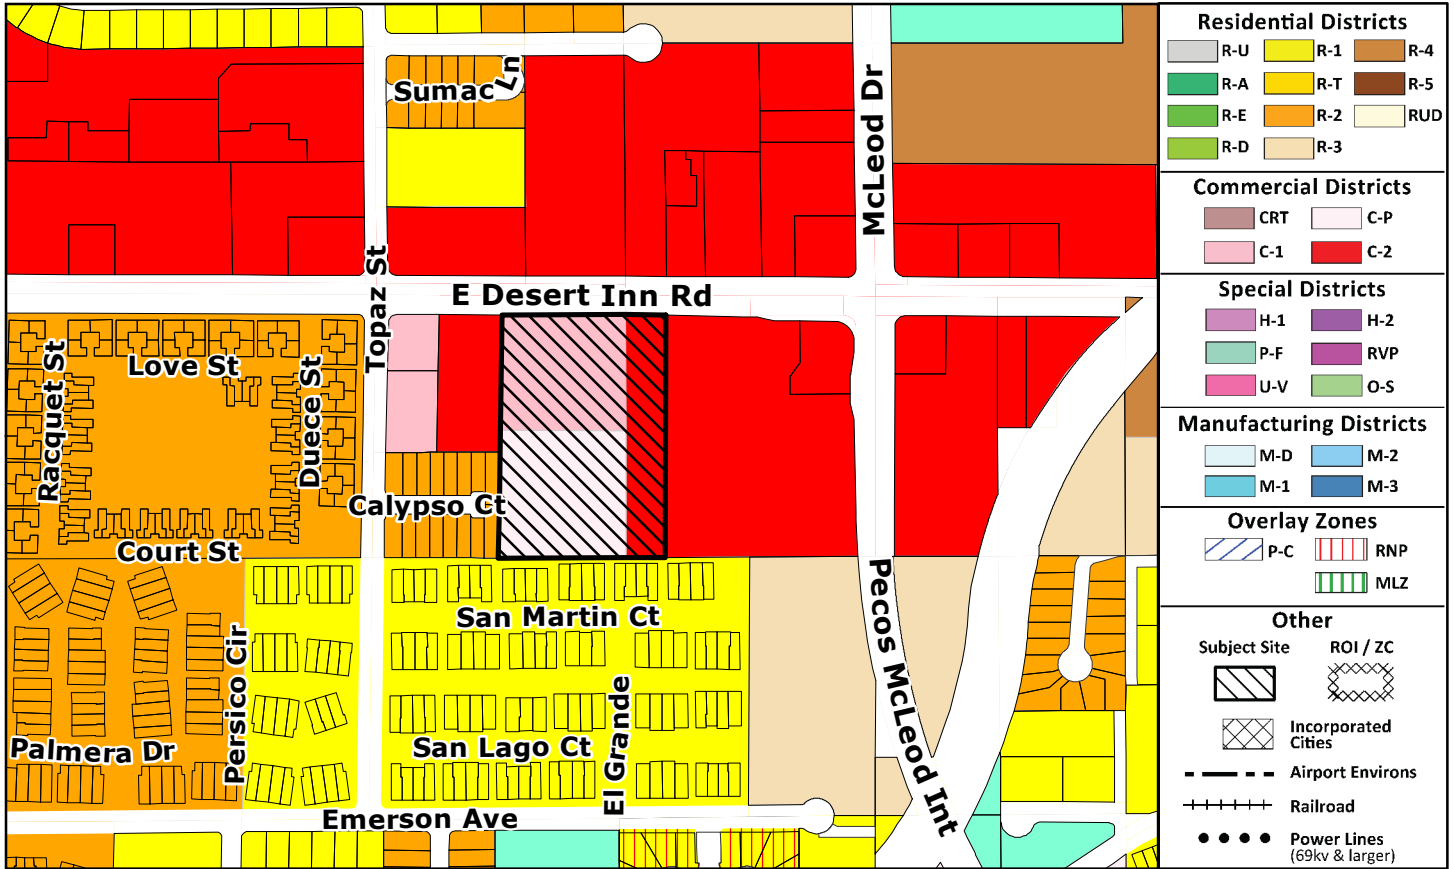 Sumac Ln
McLeod Dr
Topaz St
E Desert Inn Rd
Love St
Racquet St
Duece St
Calypso Ct
Court St
San Martin Ct
Persico Cir
Pecos McLeod Int
El Grande
San Lago Ct
Palmera Dr
Emerson Ave
Residential Districts
R-U R-1 R-4
R-A R-T R-5
R-E R-2 RUD
R-D R-3
Commercial Districts
CRT C-P
C-1 C-2
Special Districts
H-1 H-2
P-F RVP
U-V O-S
Manufacturing Districts
M-D M-2
M-1 M-3
Overlay Zones
P-C RNP
MLZ
Other
Subject Site ROI / ZC
Incorporated
Cities
Airport Environs
Railroad
Power Lines
(69kv & larger)